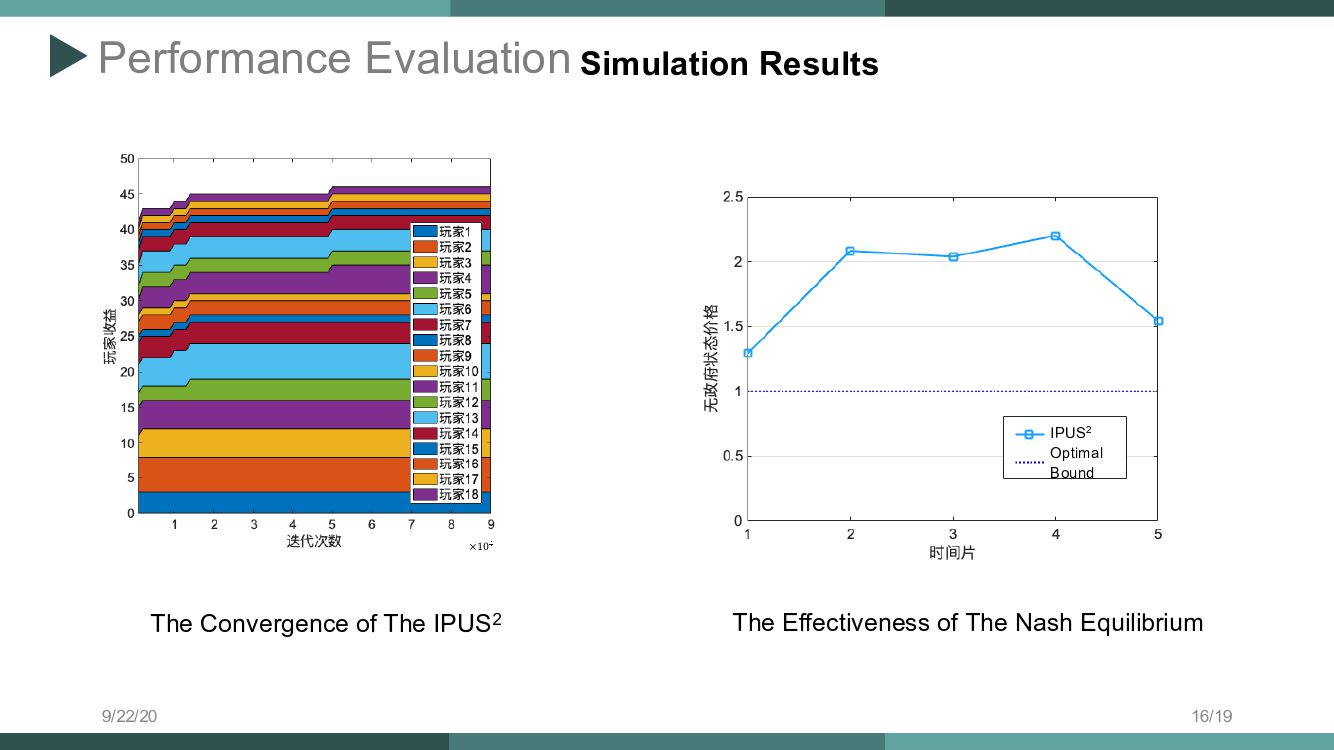 Performance Evaluation Simulation Results
50
45
40
35
30
25
20
15
10
5
0
玩家收益
玩家1
玩家2
玩家3
玩家4
玩家5
玩家6
玩家7
玩家8
玩家9
玩家10
玩家11
玩家12
玩家13
玩家14
玩家15
玩家16
玩家17
玩家18
1 2 3 4 5 6 7 8 9
迭代次数
2.5
2
1.5
1
0.5
0
无政府状态价格
IPUS²
Optimal
Bound
1 2 3 4 5
时间片
The Convergence of The IPUS²
The Effectiveness of The Nash Equilibrium
9/22/20
16/19